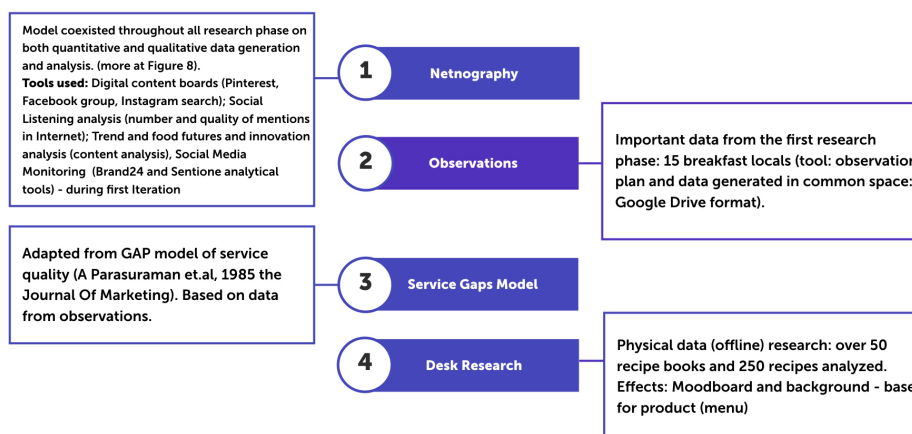 Model coexisted throughout all research phase on
both quantitative and qualitative data generation
and analysis. (more at Figure 8).
Tools used: Digital content boards (Pinterest,
Facebook group, Instagram search); Social
Listening analysis (number and quality of mentions
in Internet); Trend and food futures and innovation
analysis (content analysis), Social Media
Monitoring (Brand24 and Sentione analytical
tools) - during first Iteration
1
Netnography
2
Observations
Important data from the first research
phase: 15 breakfast locals (tool: observation
plan and data generated in common space:
Google Drive format).
Adapted from GAP model of service
quality (A Parasuraman et.al, 1985 the
Journal Of Marketing). Based on data
from observations.
3
Service Gaps Model
4
Desk Research
Physical data (offline) research: over 50
recipe books and 250 recipes analyzed.
Effects: Moodboard and background - base
for product (menu)